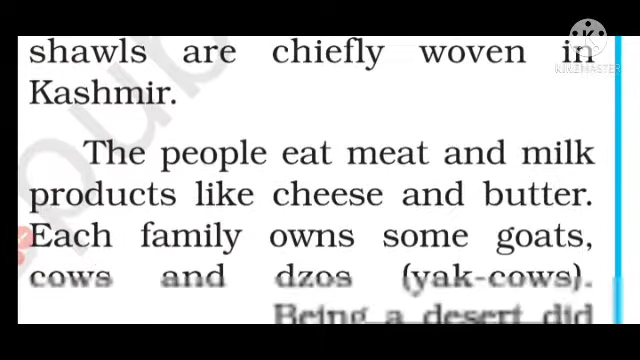 shawls are chiefly woven in
Kashmir.
The people eat meat and milk
products like cheese and butter.
Each family owns some goats,
cows and dzos (yak-cows).
Being a desert did
KINEMASTER